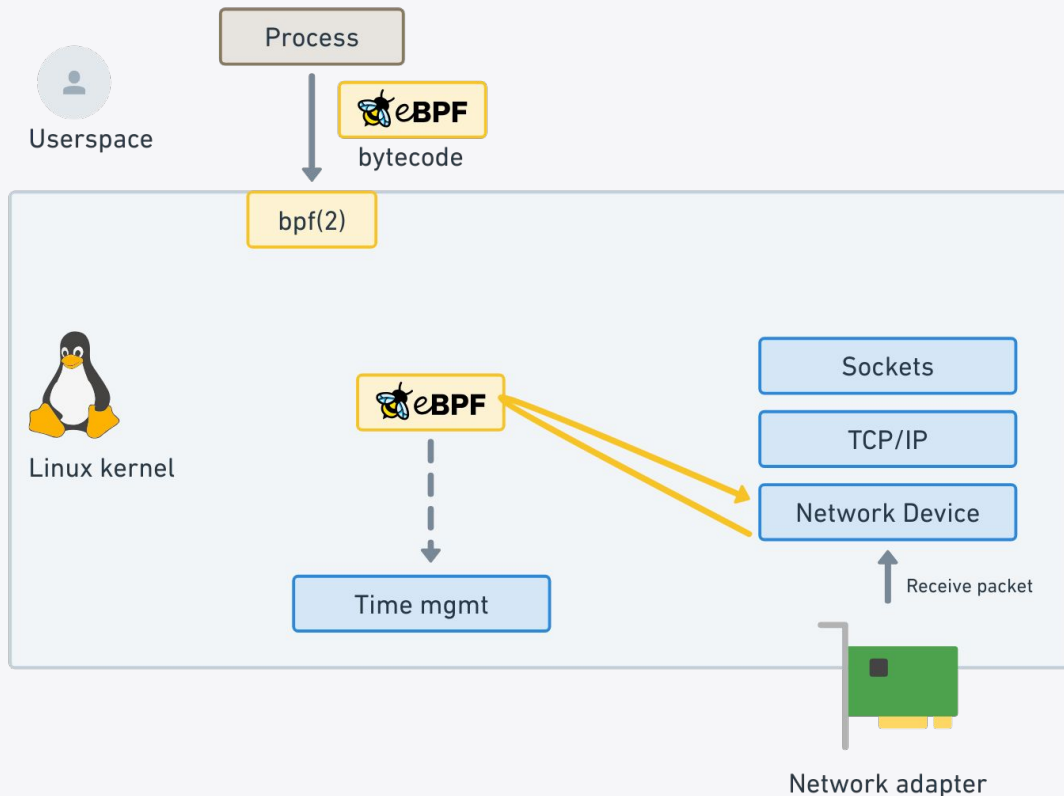 Process
eBPF
bytecode
Userspace
bpf(2)
Sockets
eBPF
TCP/IP
Linux kernel
Network Device
Receive packet
Time mgmt
Network adapter